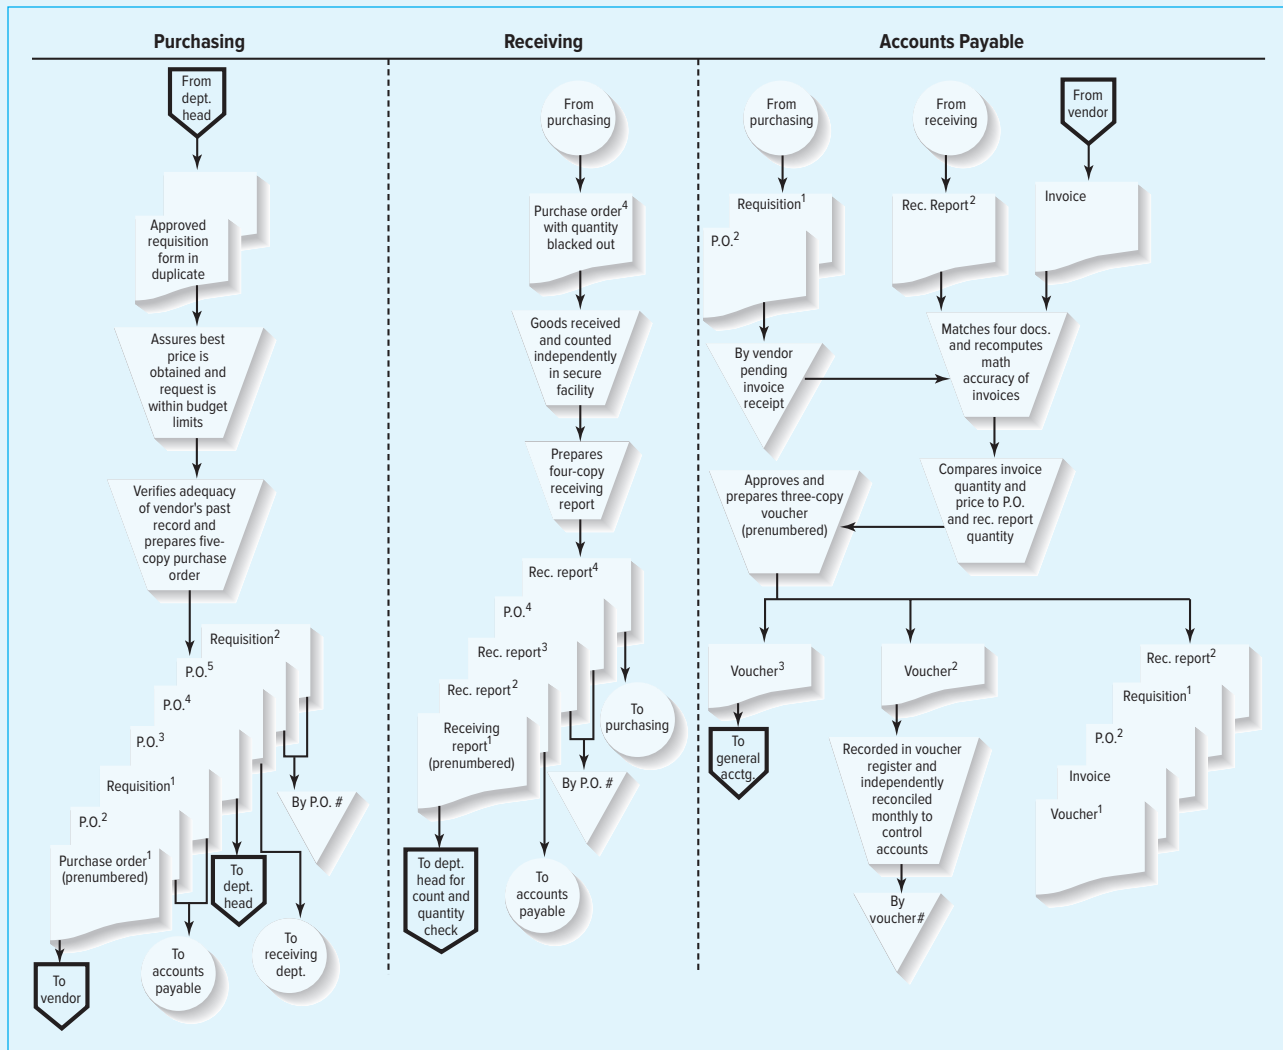 Purchasing
From
dept.
head
Approved
requisition
form in
duplicate
Assures best
price is
obtained and
request is
within budget
limits
Verifies adequacy
of vendor's past
record and
prepares five-
copy purchase
order
Requisition²
P.O.⁵
P.O.⁴
P.O.³
Requisition¹
P.O.²
Purchase order¹
(prenumbered)
By P.O. #
To
dept.
head
To
receiving
dept.
To
accounts
payable
To
vendor
Receiving
From
purchasing
Purchase order⁴
with quantity
blacked out
Goods received
and counted
independently
in secure
facility
Prepares
four-copy
receiving
report
Rec. report⁴
P.O.⁴
Rec. report³
Rec. report²
Receiving
report¹
(prenumbered)
To
purchasing
By P.O. #
To dept.
head for
count and
quantity
check
To
accounts
payable
Accounts Payable
From
purchasing
From
receiving
From
vendor
Requisition¹
P.O.²
Rec. Report²
Invoice
By vendor
pending
invoice
receipt
Matches four docs.
and recomputes
math
accuracy of
invoices
Compares invoice
quantity and
price to P.O.
and rec. report
quantity
Approves and
prepares three-copy
voucher
(prenumbered)
Voucher³
To
general
acctg.
Voucher²
Recorded in voucher
register and
independently
reconciled
monthly to
control
accounts
By
voucher#
Rec. report²
Requisition¹
P.O.²
Invoice
Voucher¹